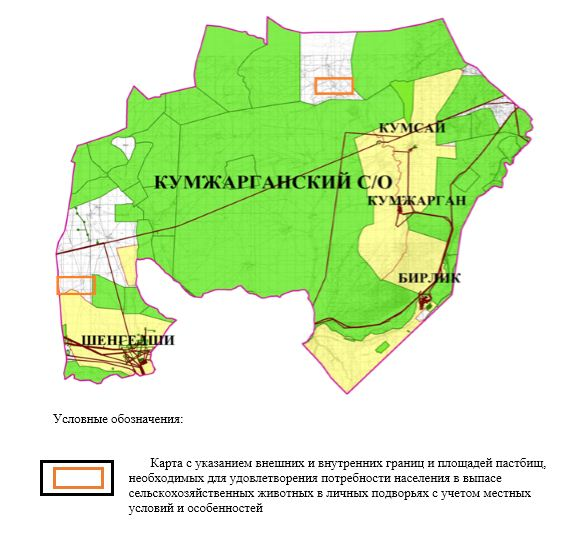 КУМСАЙ
КУМЖАРГАНСКИЙ С/О
КУМЖАРГАН
БИРЛИК
ШЕНГЕЛШИ
Условные обозначения:
Карта с указанием внешних и внутренних границ и площадей пастбищ,
необходимых для удовлетворения потребности населения в выпасе
сельскохозяйственных животных в личных подворьях с учетом местных
условий и особенностей